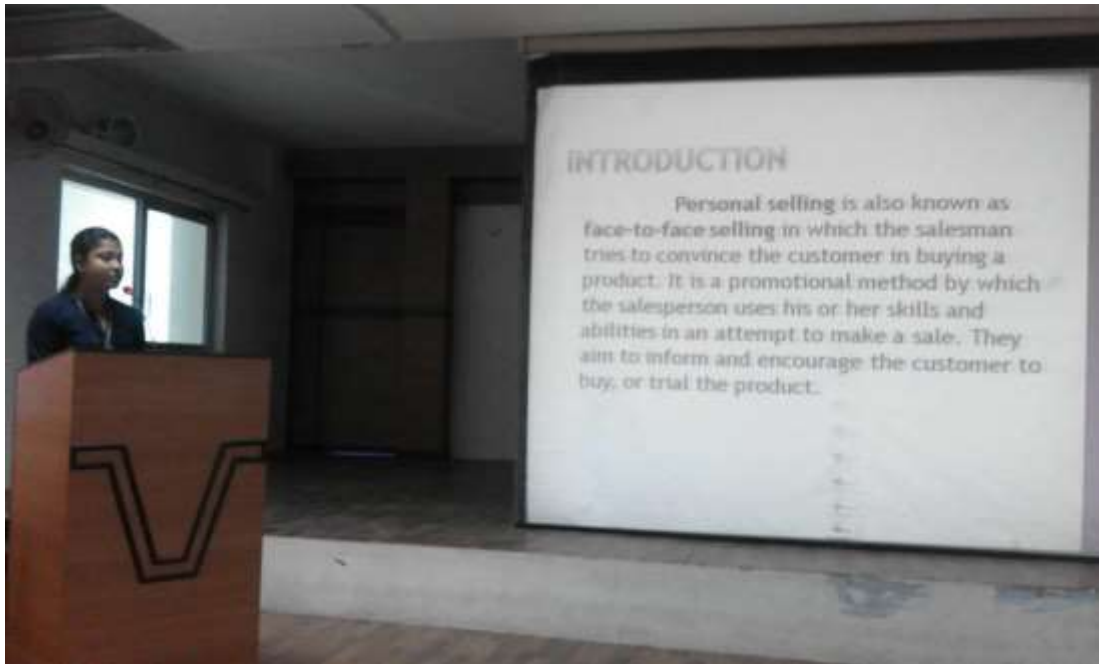 INTRODUCTION
Personal selling is also known as
face-to-face selling in which the salesman
tries to convince the customer in buying a
product. It is a promotional method by which
the salesperson uses his or her skills and
abilities in an attempt to make a sale. They
aim to inform and encourage the customer to
buy, or trial the product.